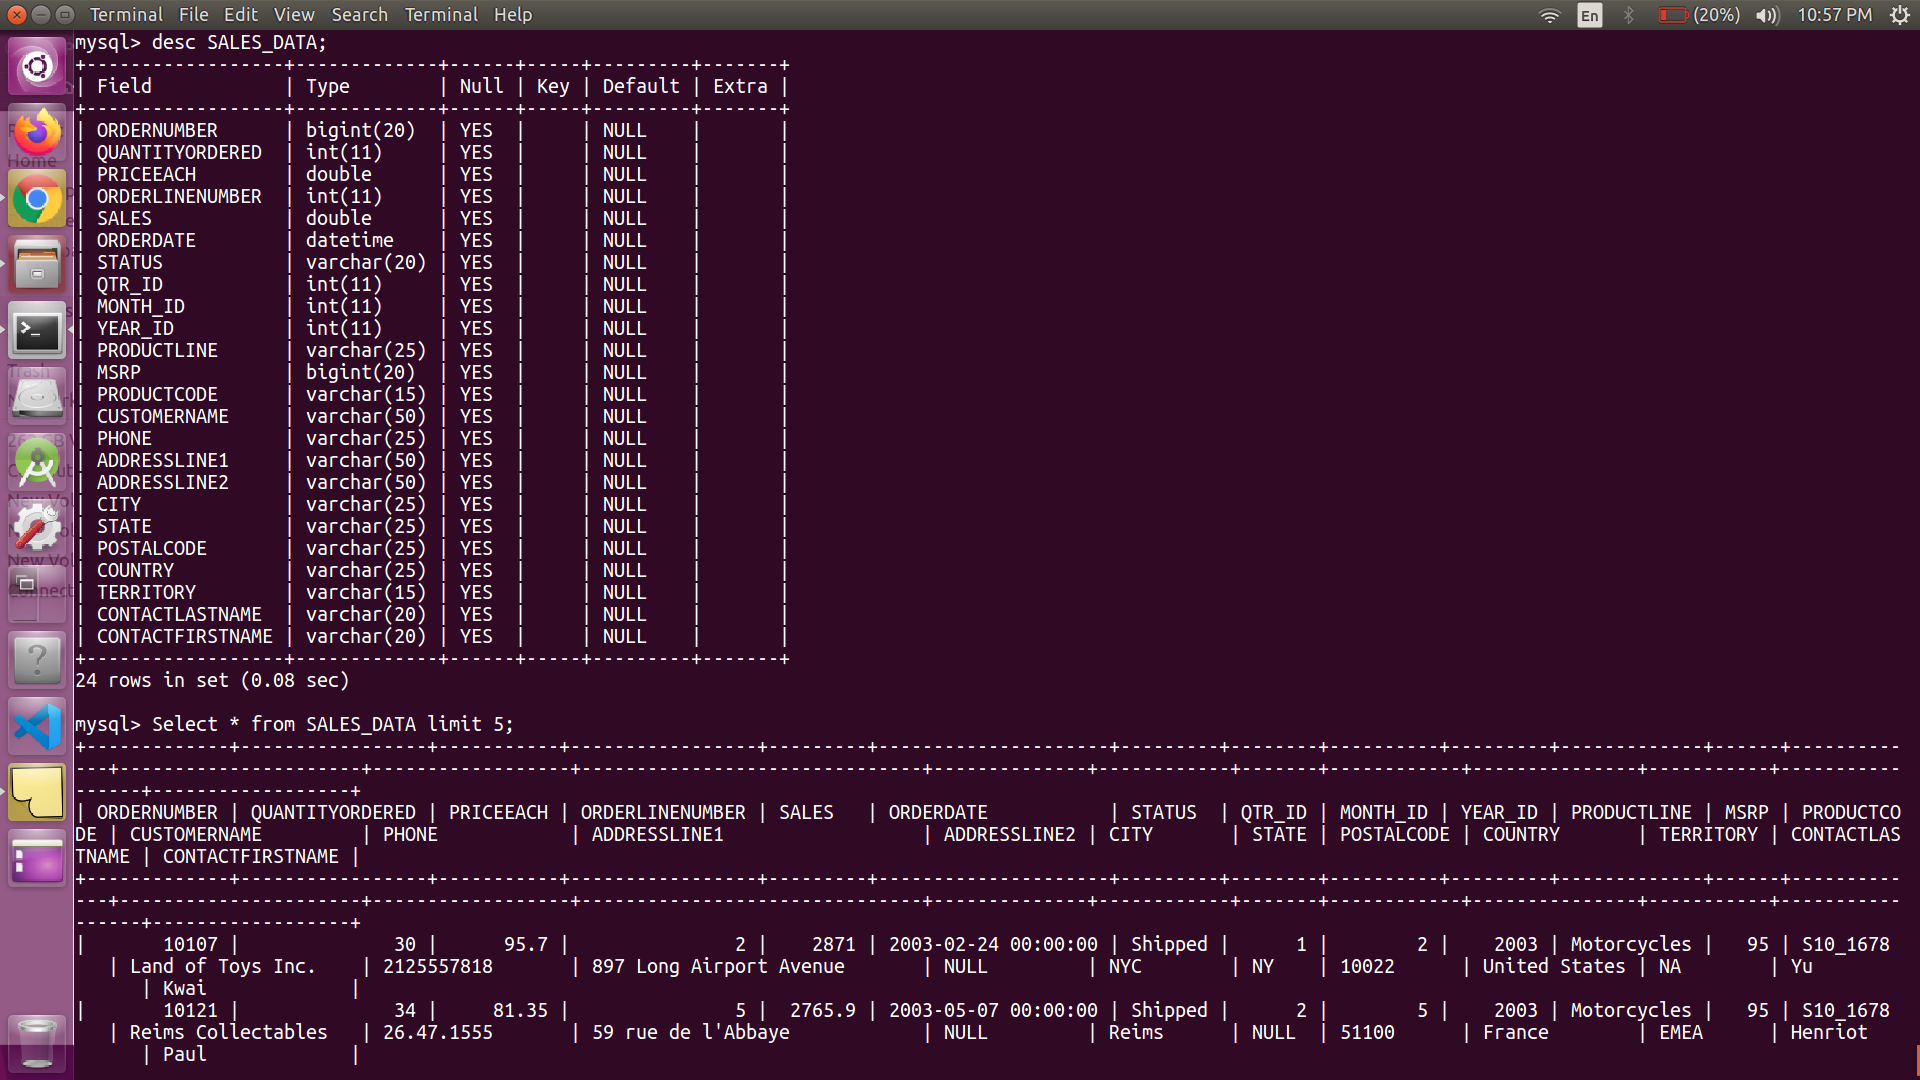 Terminal File Edit View Search Terminal Help En (20%) 10:57 PM
mysql> desc SALES_DATA;
+-------------------+-------------+------+-----+---------+-------+
| Field             | Type        | Null | Key | Default | Extra |
+-------------------+-------------+------+-----+---------+-------+
| ORDERNUMBER       | bigint(20)  | YES  |     | NULL    |       |
| QUANTITYORDERED   | int(11)     | YES  |     | NULL    |       |
| PRICEEACH         | double      | YES  |     | NULL    |       |
| ORDERLINENUMBER   | int(11)     | YES  |     | NULL    |       |
| SALES             | double      | YES  |     | NULL    |       |
| ORDERDATE         | datetime    | YES  |     | NULL    |       |
| STATUS            | varchar(20) | YES  |     | NULL    |       |
| QTR_ID            | int(11)     | YES  |     | NULL    |       |
| MONTH_ID          | int(11)     | YES  |     | NULL    |       |
| YEAR_ID           | int(11)     | YES  |     | NULL    |       |
| PRODUCTLINE       | varchar(25) | YES  |     | NULL    |       |
| MSRP              | bigint(20)  | YES  |     | NULL    |       |
| PRODUCTCODE       | varchar(15) | YES  |     | NULL    |       |
| CUSTOMERNAME      | varchar(50) | YES  |     | NULL    |       |
| PHONE             | varchar(25) | YES  |     | NULL    |       |
| ADDRESSLINE1      | varchar(50) | YES  |     | NULL    |       |
| ADDRESSLINE2      | varchar(50) | YES  |     | NULL    |       |
| CITY              | varchar(25) | YES  |     | NULL    |       |
| STATE             | varchar(25) | YES  |     | NULL    |       |
| POSTALCODE        | varchar(25) | YES  |     | NULL    |       |
| COUNTRY           | varchar(25) | YES  |     | NULL    |       |
| TERRITORY         | varchar(15) | YES  |     | NULL    |       |
| CONTACTLASTNAME   | varchar(20) | YES  |     | NULL    |       |
| CONTACTFIRSTNAME  | varchar(20) | YES  |     | NULL    |       |
+-------------------+-------------+------+-----+---------+-------+
24 rows in set (0.08 sec)
mysql> Select * from SALES_DATA limit 5;
| ORDERNUMBER | QUANTITYORDERED | PRICEEACH | ORDERLINENUMBER | SALES | ORDERDATE | STATUS | QTR_ID | MONTH_ID | YEAR_ID | PRODUCTLINE | MSRP | PRODUCTCO
DE | CUSTOMERNAME | PHONE | ADDRESSLINE1 | ADDRESSLINE2 | CITY | STATE | POSTALCODE | COUNTRY | TERRITORY | CONTACTLAS
TNAME | CONTACTFIRSTNAME |
| 10107 | 30 | 95.7 | 2 | 2871 | 2003-02-24 00:00:00 | Shipped | 1 | 2 | 2003 | Motorcycles | 95 | S10_1678
| Land of Toys Inc. | 2125557818 | 897 Long Airport Avenue | NULL | NYC | NY | 10022 | United States | NA | Yu
| Kwai |
| 10121 | 34 | 81.35 | 5 | 2765.9 | 2003-05-07 00:00:00 | Shipped | 2 | 5 | 2003 | Motorcycles | 95 | S10_1678
| Reims Collectables | 26.47.1555 | 59 rue de l'Abbaye | NULL | Reims | NULL | 51100 | France | EMEA | Henriot
| Paul |
Home
Trash
New Vol
New Vol